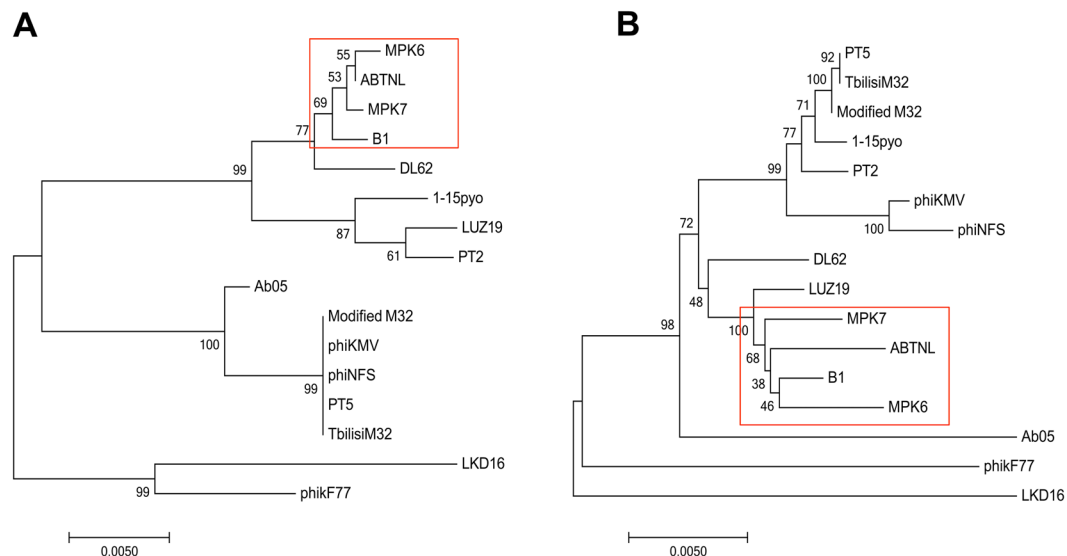 A
55
MPK6
53
ABTNL
69
MPK7
77
B1
99
DL62
1-15pyo
87
LUZ19
61
PT2
Ab05
100
Modified M32
phiKMV
phiNFS
99
PT5
TbilisiM32
LKD16
99
phikF77
0.0050
B
92
PT5
100
TbilisiM32
71
Modified M32
77
1-15pyo
99
PT2
phiKMV
100
phiNFS
72
DL62
48
LUZ19
98
100
MPK7
68
ABTNL
38
B1
46
MPK6
Ab05
phikF77
LKD16
0.0050